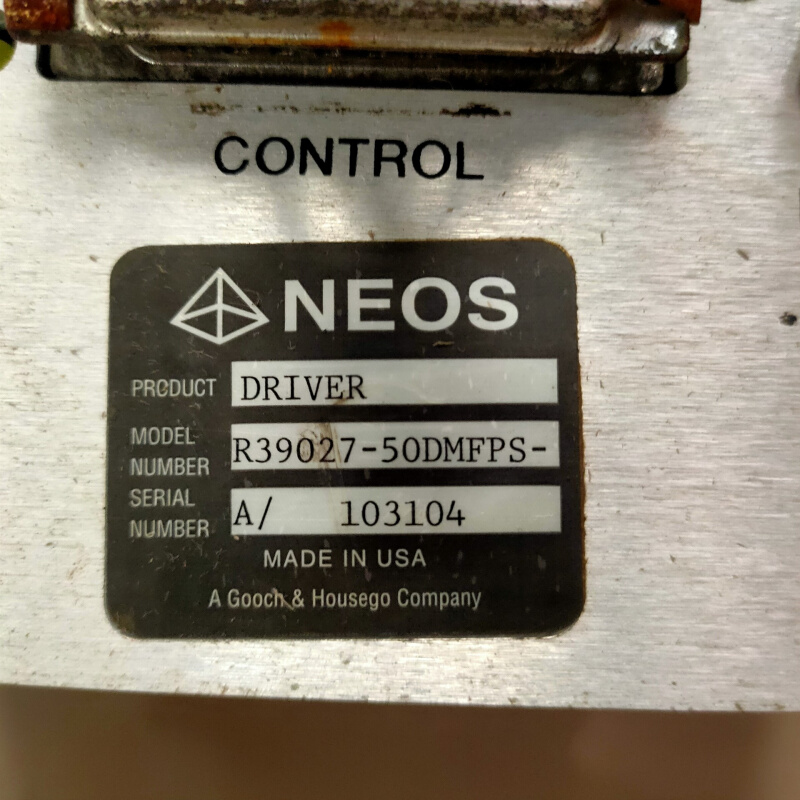 CONTROL
NEOS
PRODUCT DRIVER
MODEL NUMBER R39027-50DMFPS-
SERIAL NUMBER A/ 103104
MADE IN USA
A Gooch & Housego Company